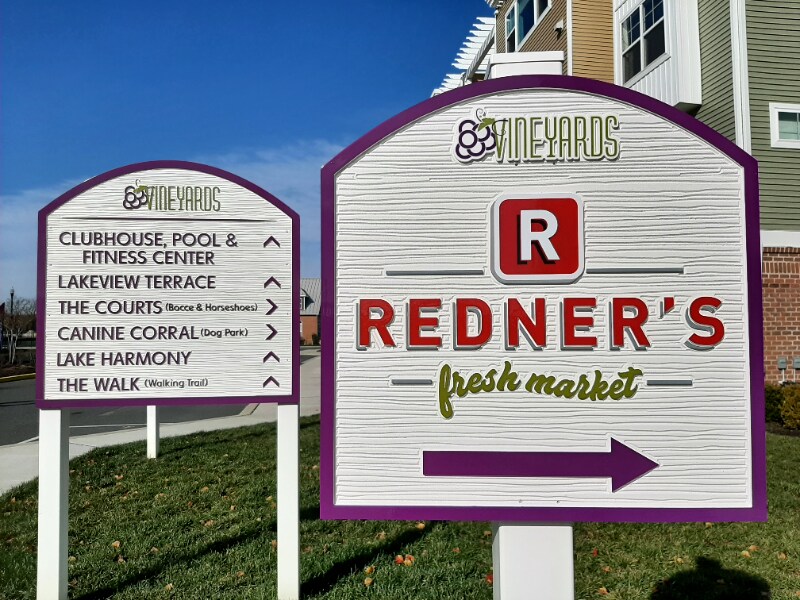 VINEYARDS
CLUBHOUSE, POOL &
FITNESS CENTER
LAKEVIEW TERRACE
THE COURTS (Bocce & Horseshoes)
CANINE CORRAL (Dog Park)
LAKE HARMONY
THE WALK (Walking Trail)
VINEYARDS
R
REDNER'S
fresh market